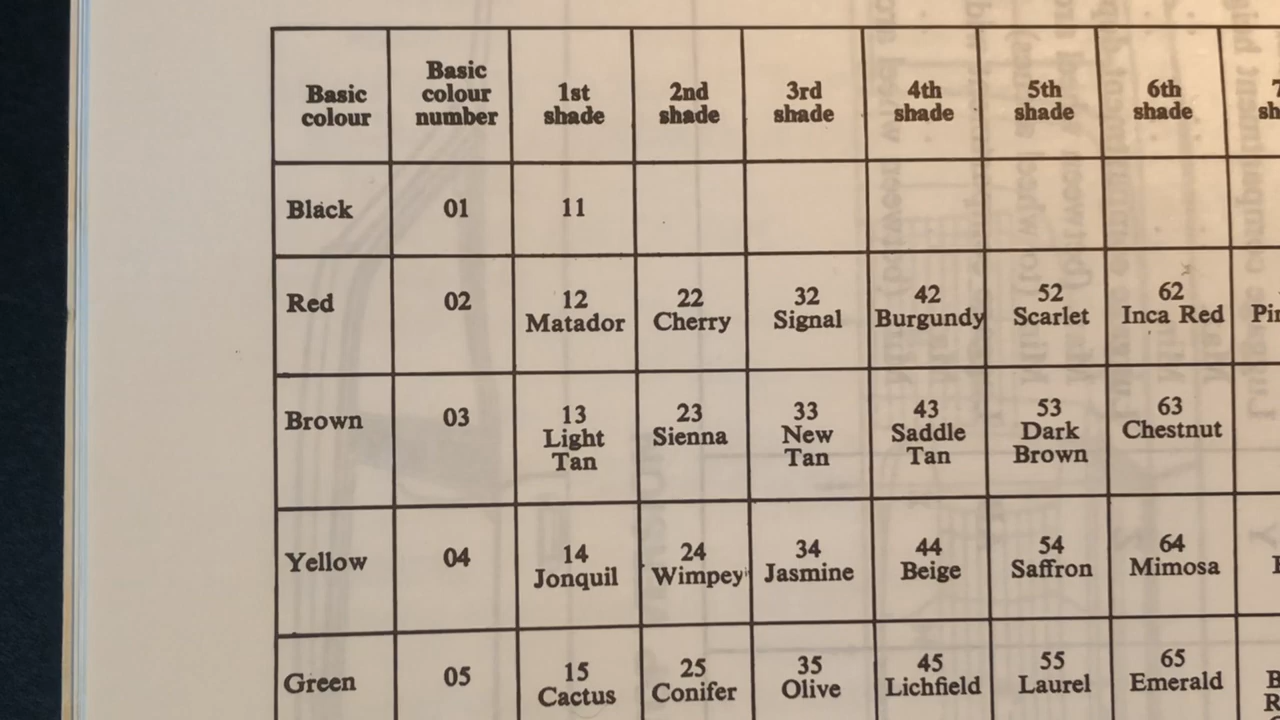 Basic colour
Basic colour number
1st shade
2nd shade
3rd shade
4th shade
5th shade
6th shade
Black
01
11
Red
02
12 Matador
22 Cherry
32 Signal
42 Burgundy
52 Scarlet
62 Inca Red
Brown
03
13 Light Tan
23 Sienna
33 New Tan
43 Saddle Tan
53 Dark Brown
63 Chestnut
Yellow
04
14 Jonquil
24 Wimpey
34 Jasmine
44 Beige
54 Saffron
64 Mimosa
Green
05
15 Cactus
25 Conifer
35 Olive
45 Lichfield
55 Laurel
65 Emerald